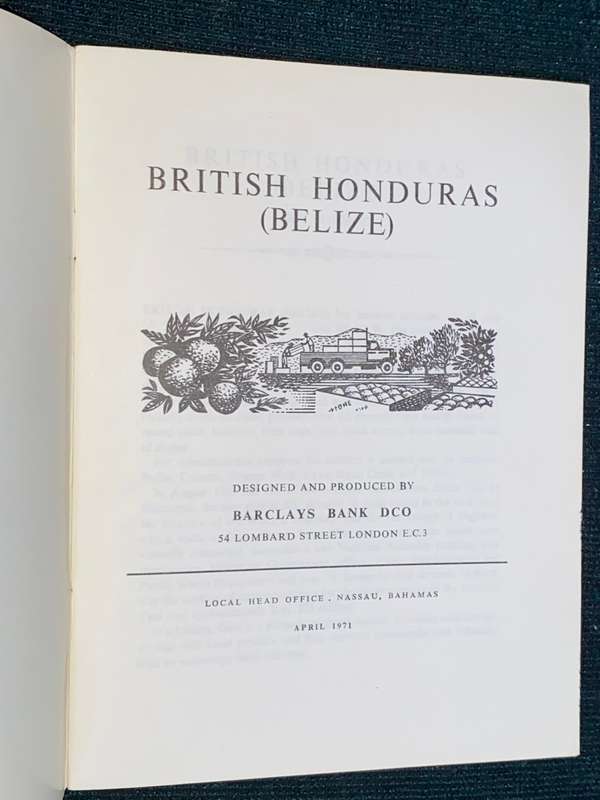 BRITISH HONDURAS
(BELIZE)
DESIGNED AND PRODUCED BY
BARCLAYS BANK DCO
54 LOMBARD STREET LONDON E.C.3
LOCAL HEAD OFFICE . NASSAU, BAHAMAS
APRIL 1971